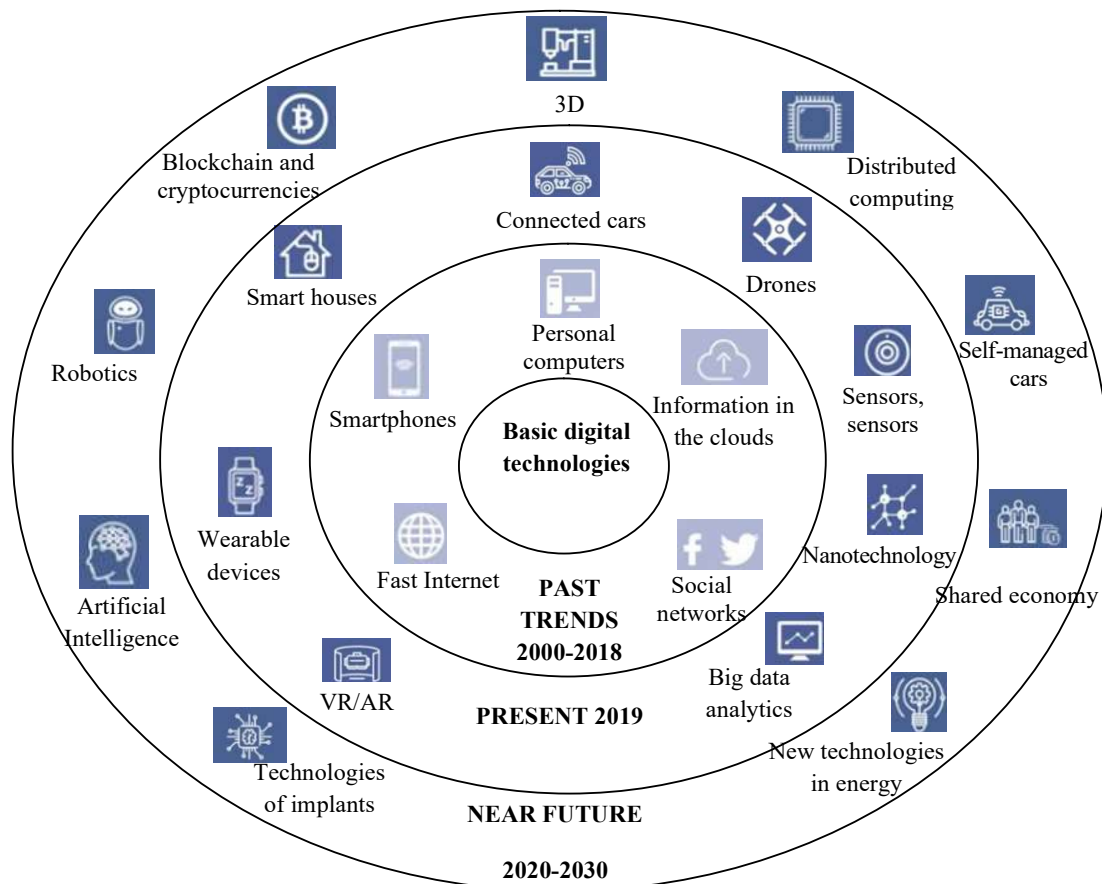 3D
Blockchain and
cryptocurrencies
Distributed
computing
Connected cars
Smart houses
Drones
Personal
computers
Robotics
Self-managed
cars
Smartphones
Information in
the clouds
Sensors,
sensors
Basic digital
technologies
Wearable
devices
Fast Internet
Social
networks
Nanotechnology
Artificial
Intelligence
Shared economy
PAST
TRENDS
2000-2018
VR/AR
Big data
analytics
PRESENT 2019
Technologies
of implants
New technologies
in energy
NEAR FUTURE
2020-2030